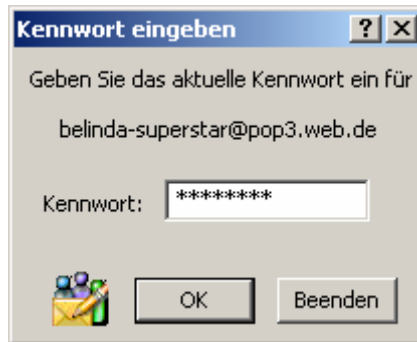 Kennwort eingeben
Geben Sie das aktuelle Kennwort ein für
belinda-superstar@pop3.web.de
Kennwort: ********
OK Beenden